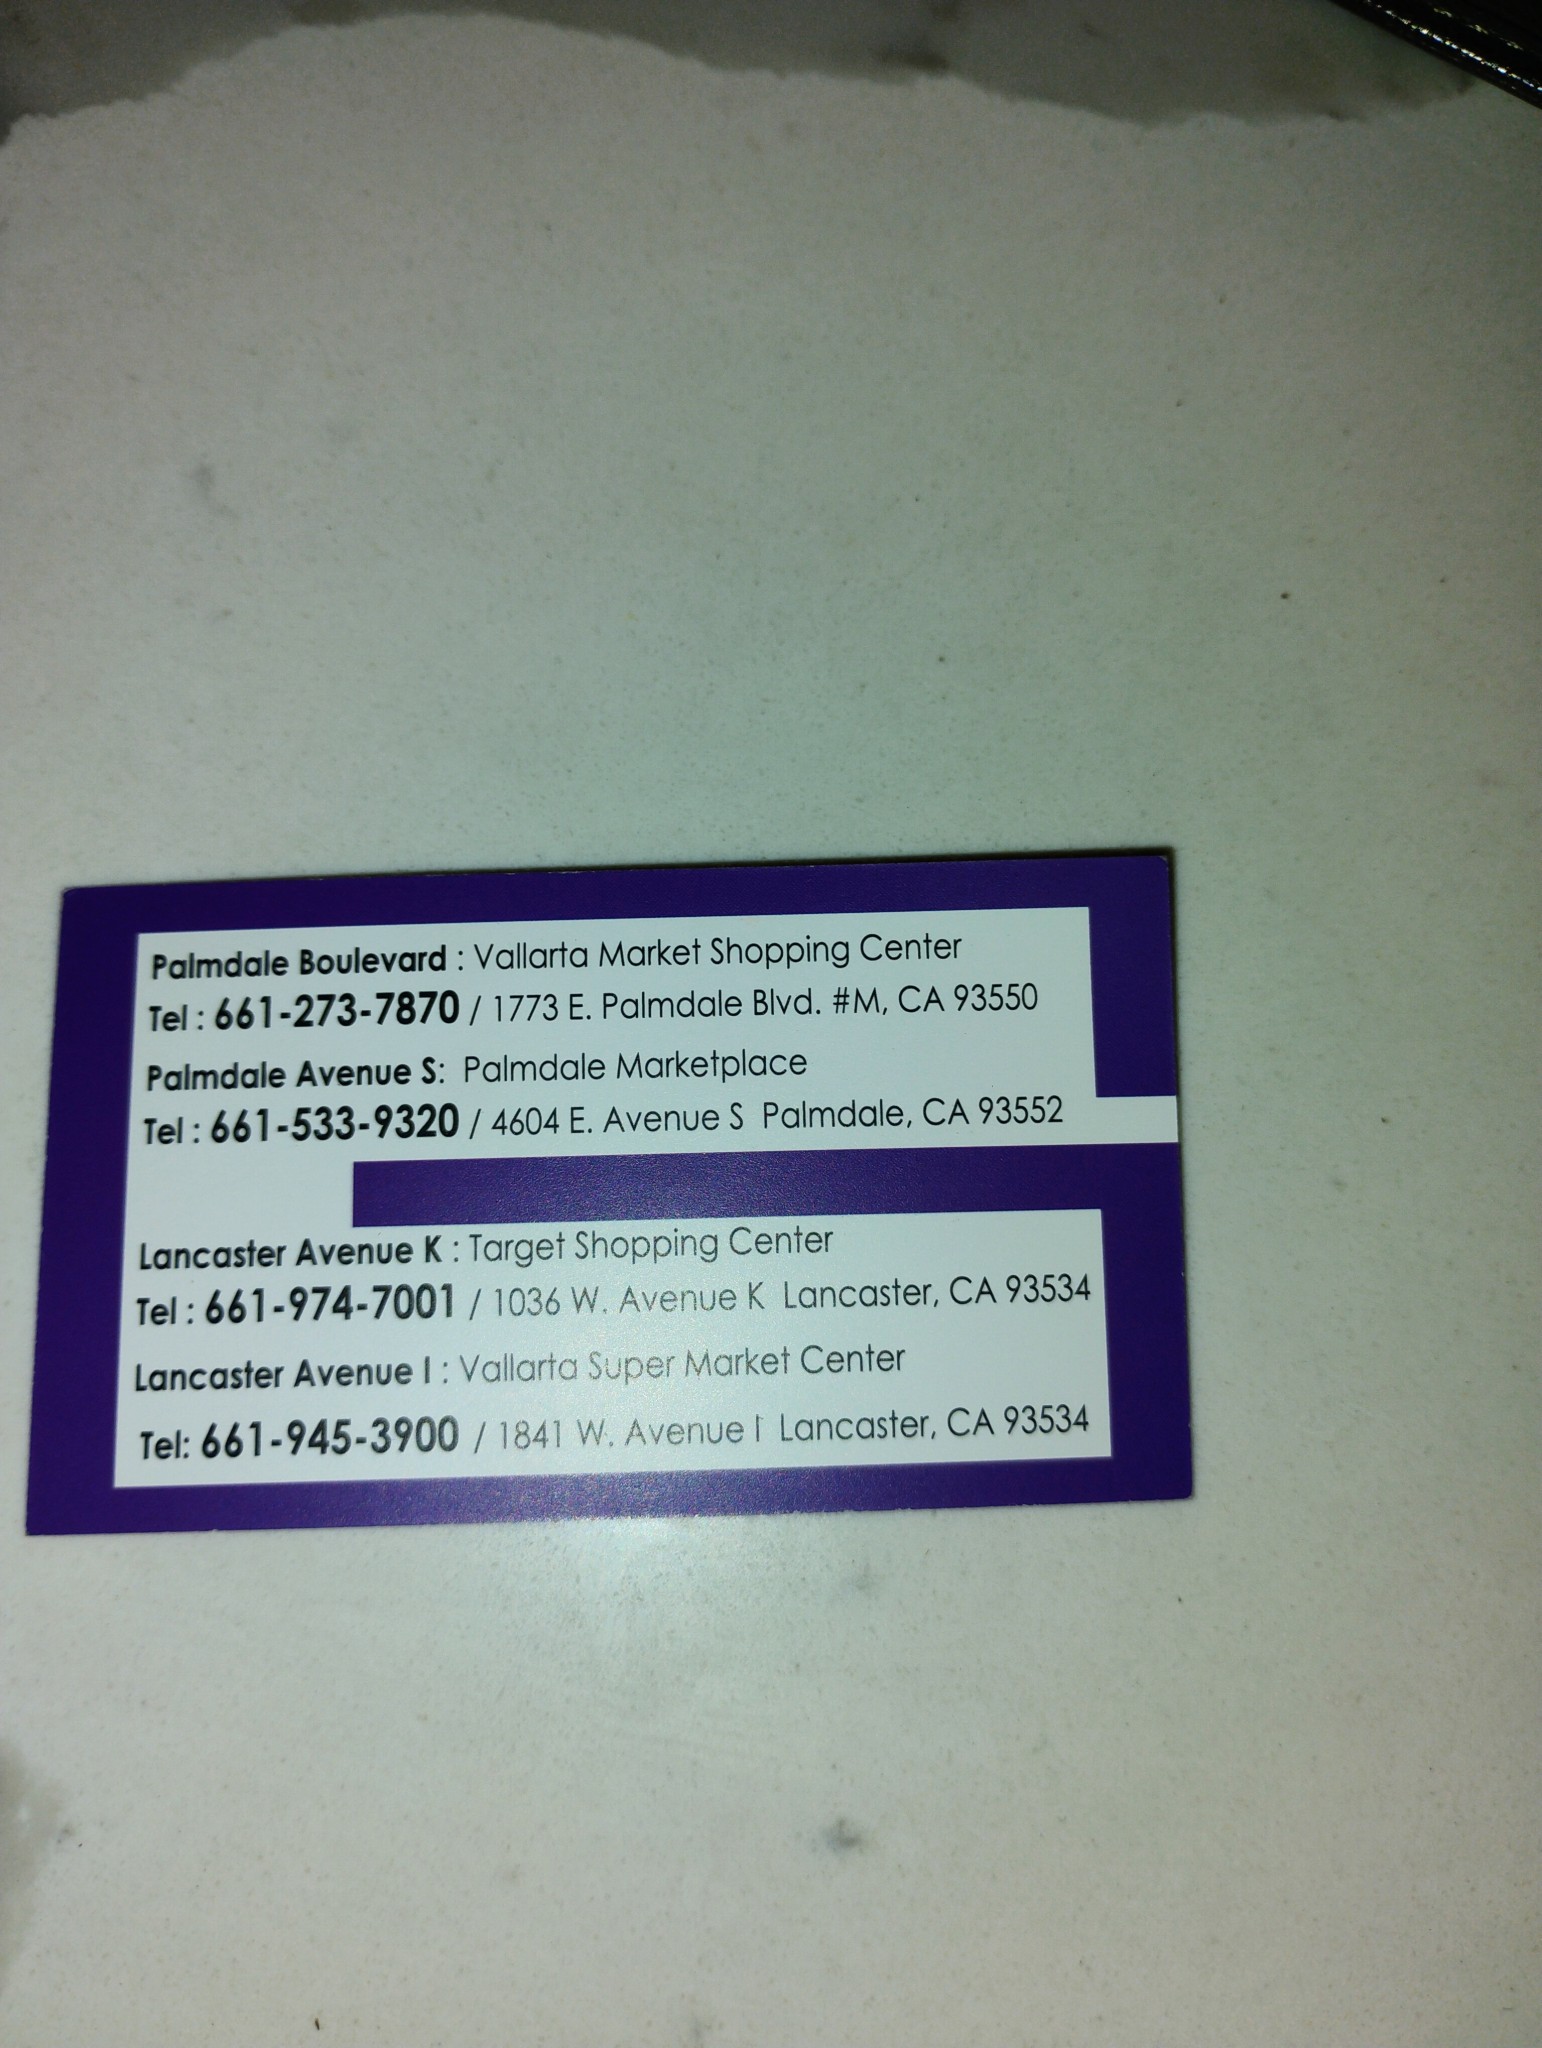 Palmdale Boulevard : Vallarta Market Shopping Center
Tel : 661-273-7870 / 1773 E. Palmdale Blvd. #M, CA 93550
Palmdale Avenue S: Palmdale Marketplace
Tel : 661-533-9320 / 4604 E. Avenue S Palmdale, CA 93552
Lancaster Avenue K : Target Shopping Center
Tel : 661-974-7001 / 1036 W. Avenue K Lancaster, CA 93534
Lancaster Avenue I : Vallarta Super Market Center
Tel: 661-945-3900 / 1841 W. Avenue I Lancaster, CA 93534